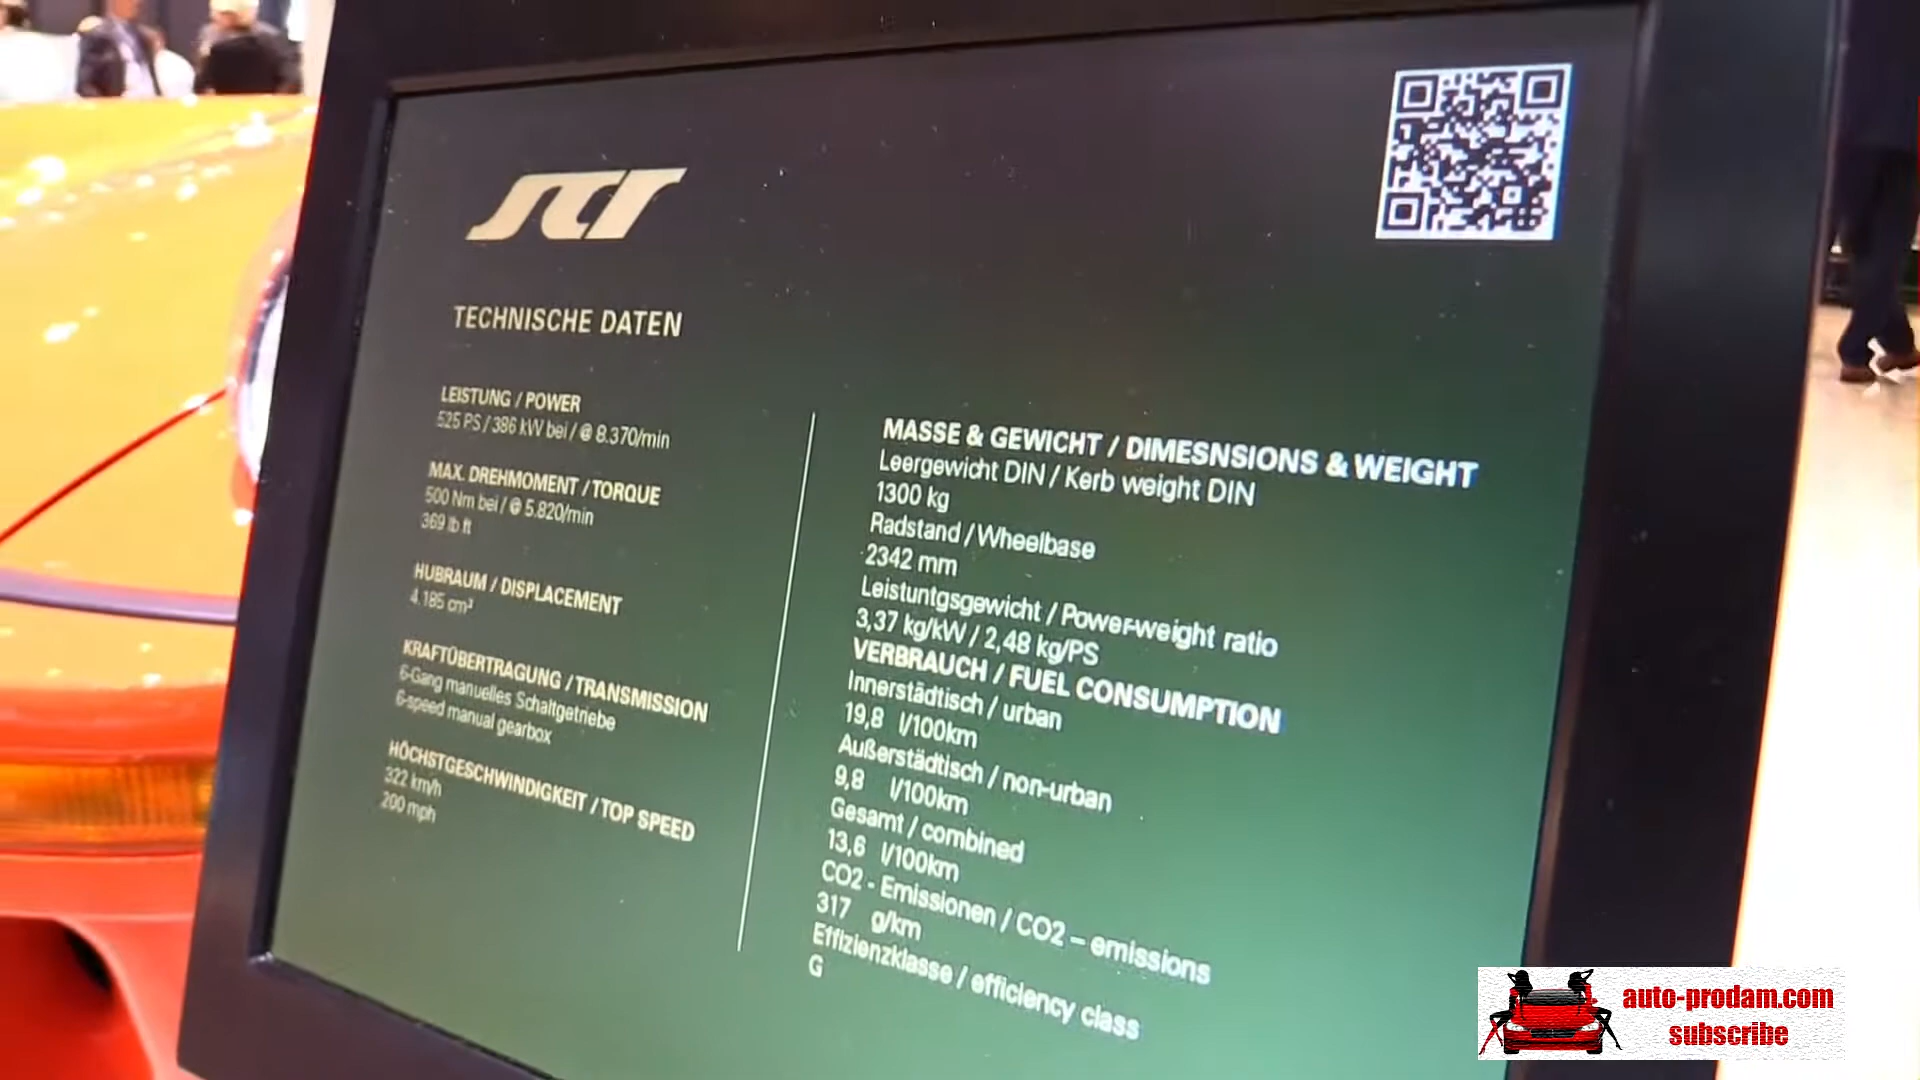 SCR
TECHNISCHE DATEN
LEISTUNG / POWER
525 PS / 386 kW bei / @ 8.370/min
MAX. DREHMOMENT / TORQUE
500 Nm bei / @ 5.820/min
369 lb ft
HUBRAUM / DISPLACEMENT
4.185 cm³
KRAFTÜBERTRAGUNG / TRANSMISSION
6-Gang manuelles Schaltgetriebe
6-speed manual gearbox
HÖCHSTGESCHWINDIGKEIT / TOP SPEED
322 km/h
200 mph
MASSE & GEWICHT / DIMESNSIONS & WEIGHT
Leergewicht DIN / Kerb weight DIN
1300 kg
Radstand / Wheelbase
2342 mm
Leistuntgsgewicht / Power-weight ratio
3,37 kg/kW / 2,48 kg/PS
VERBRAUCH / FUEL CONSUMPTION
Innerstädtisch / urban
19,8 l/100km
Außerstädtisch / non-urban
9,8 l/100km
Gesamt / combined
13,6 l/100km
CO2 - Emissionen / CO2 – emissions
317 g/km
Effizienzklasse / efficiency class
G
auto-prodam.com
subscribe